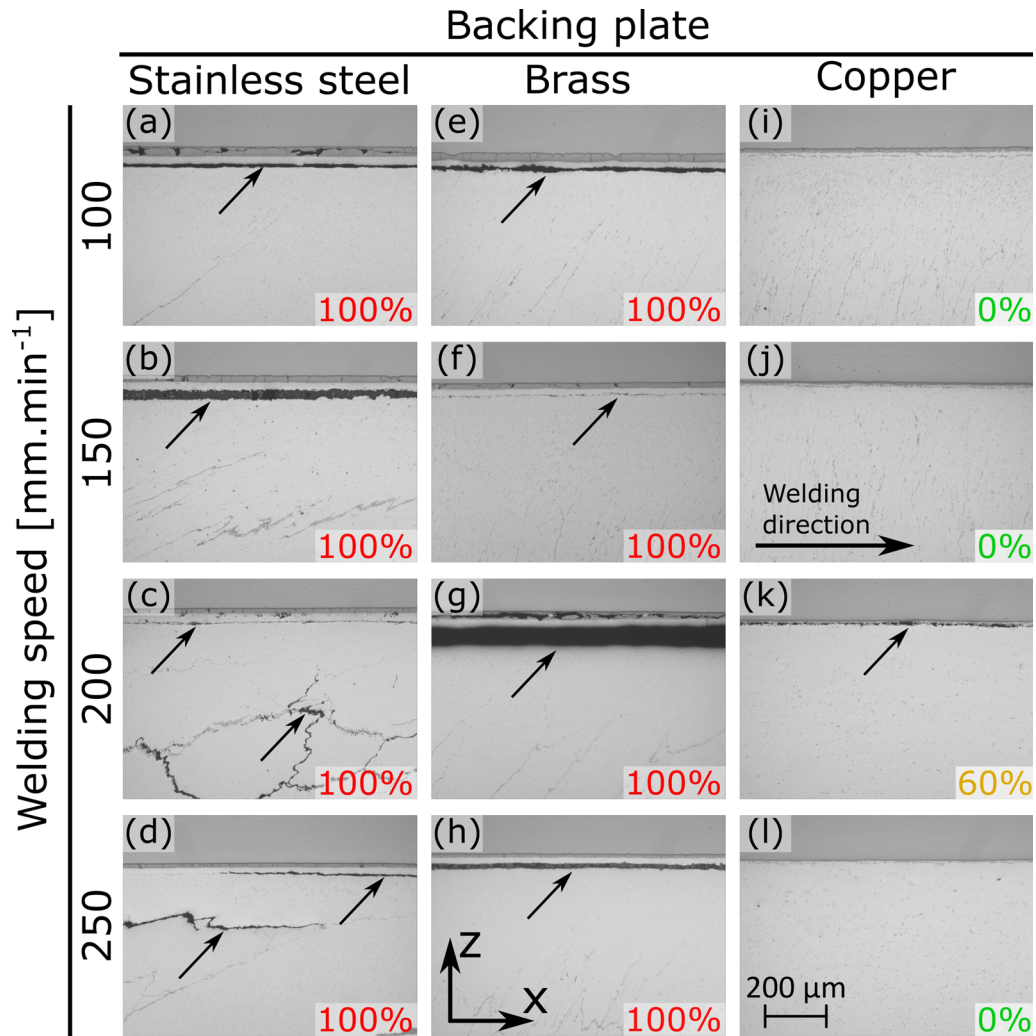 Backing plate
Stainless steel Brass Copper
Welding speed [mm.min⁻¹]
100
(a) 100%
(e) 100%
(i) 0%
150
(b) 100%
(f) 100%
(j) Welding
direction
0%
200
(c) 100%
(g) 100%
(k) 60%
250
(d) 100%
(h) z
x
100%
(l) 200 μm
0%